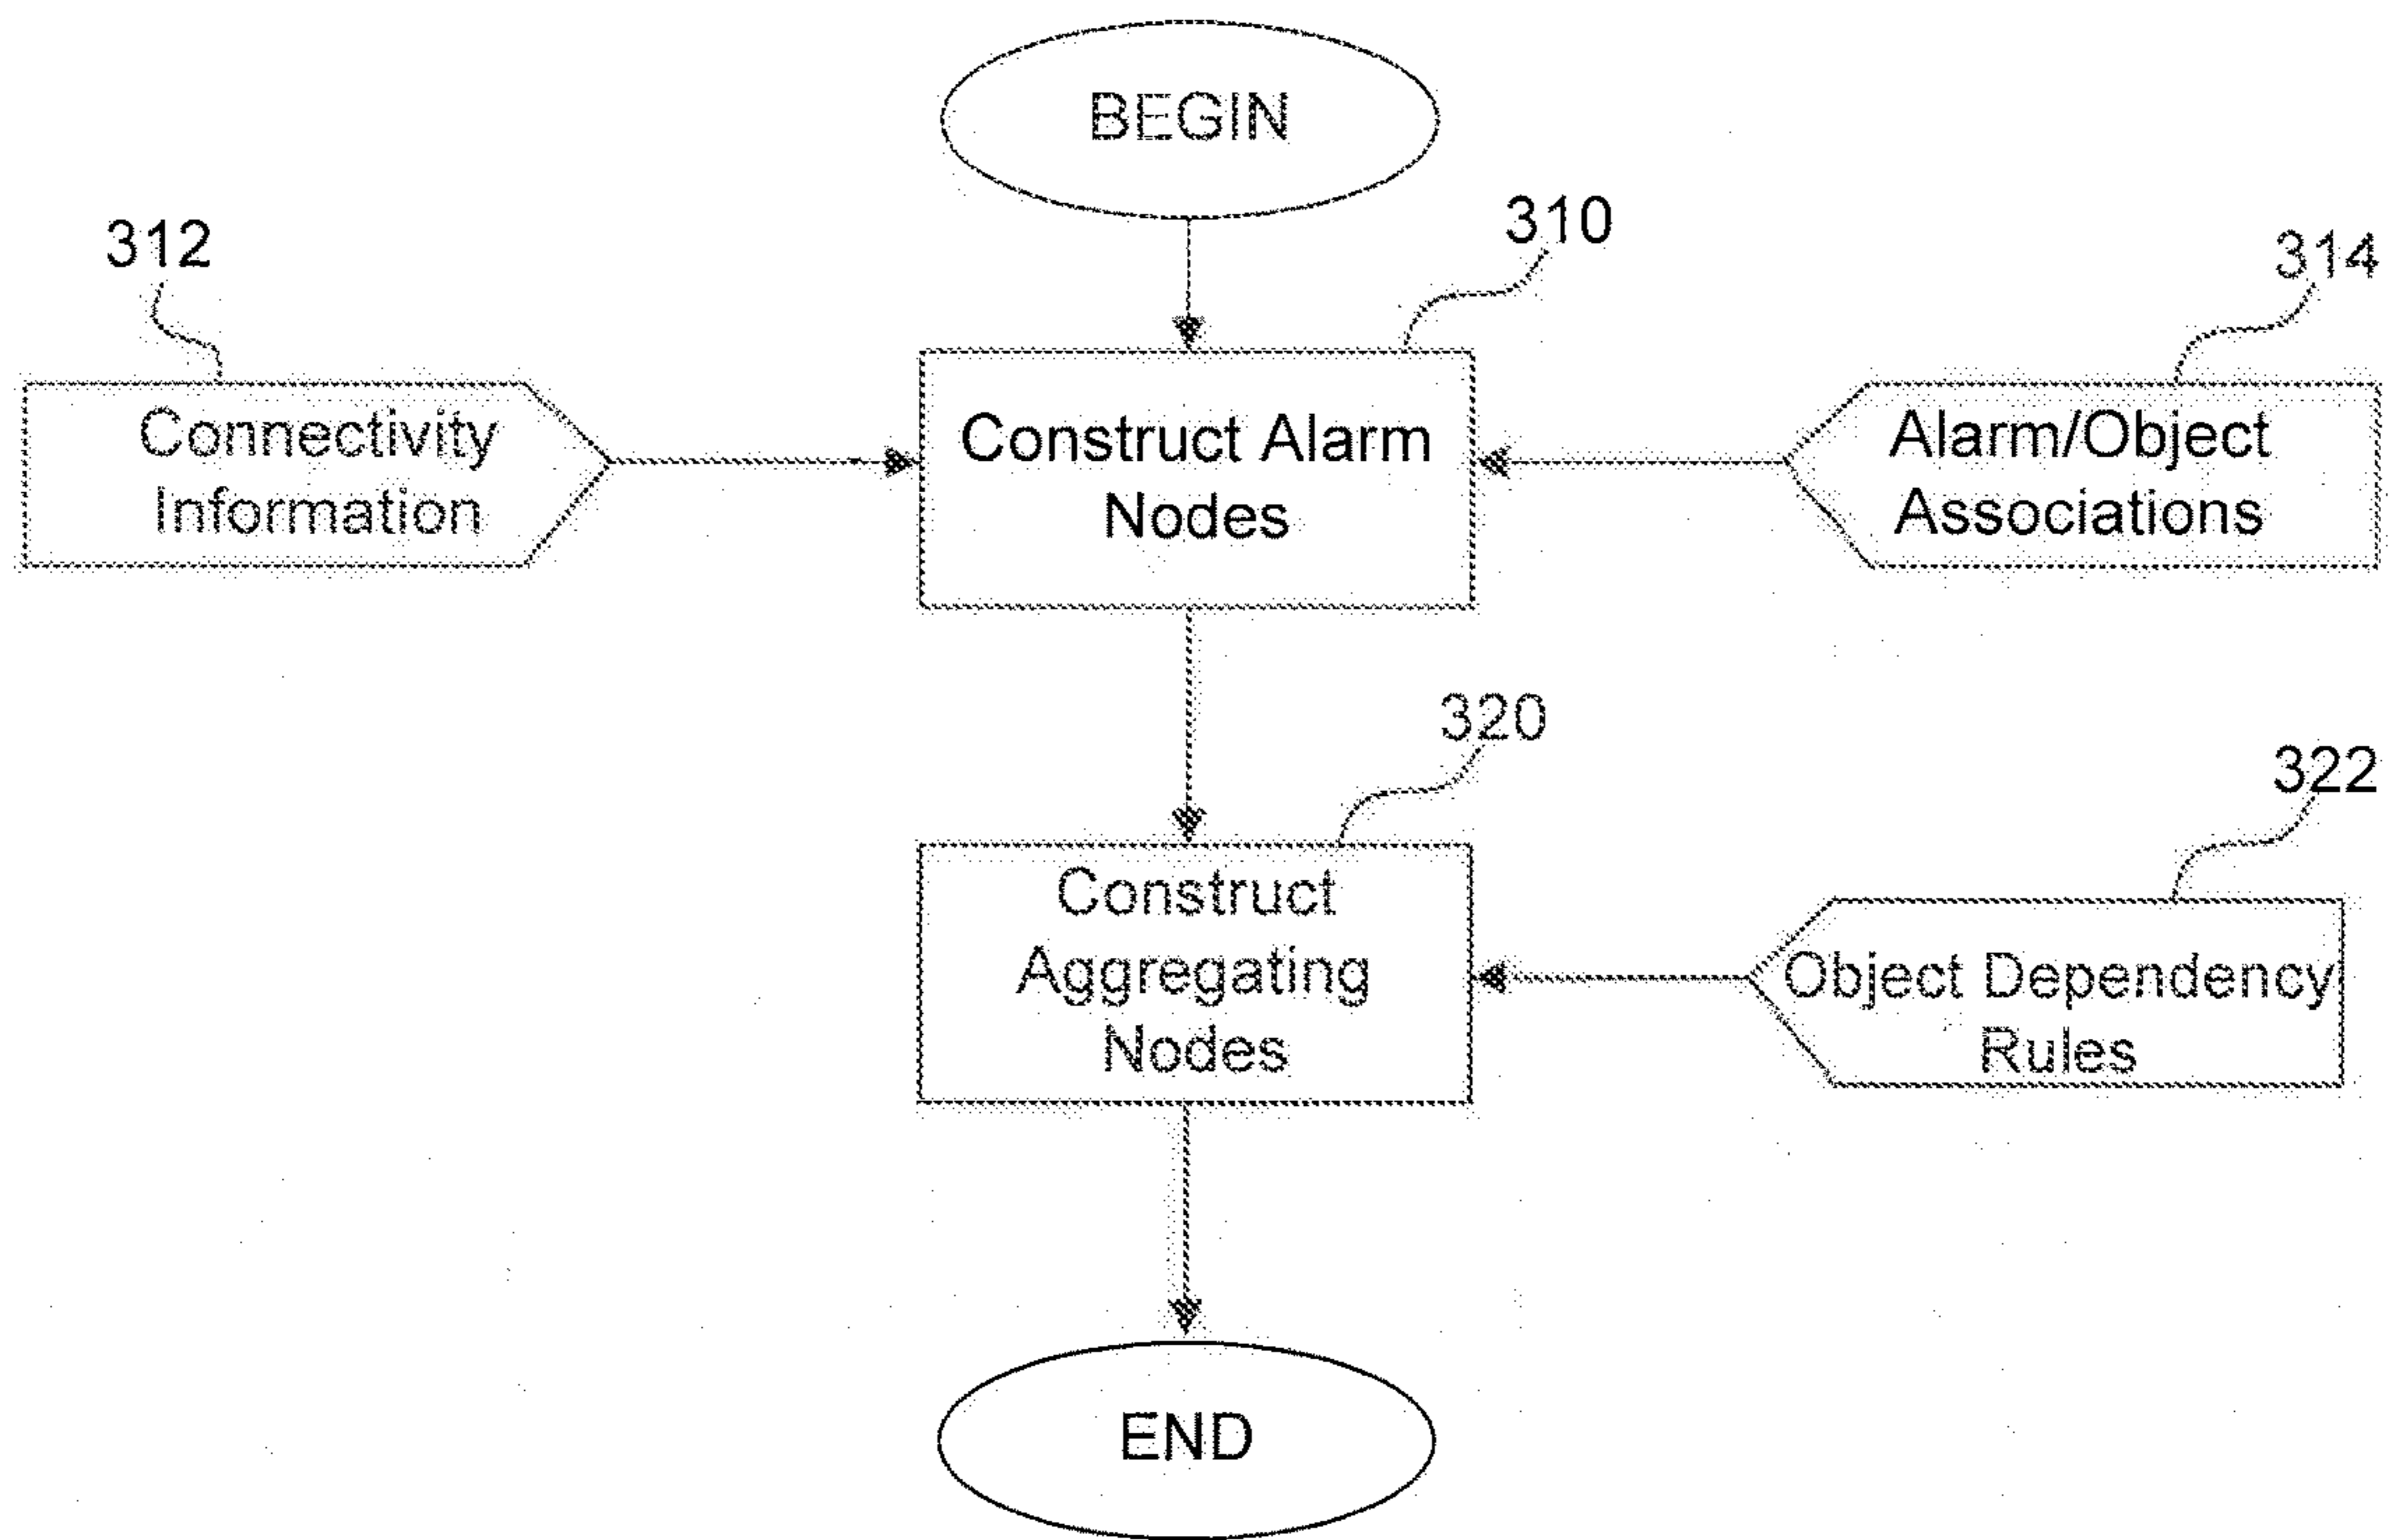 BEGIN
312
310
314
Connectivity
Information
Construct Alarm
Nodes
Alarm/Object
Associations
320
322
Construct
Aggregating
Nodes
Object Dependency
Rules
END